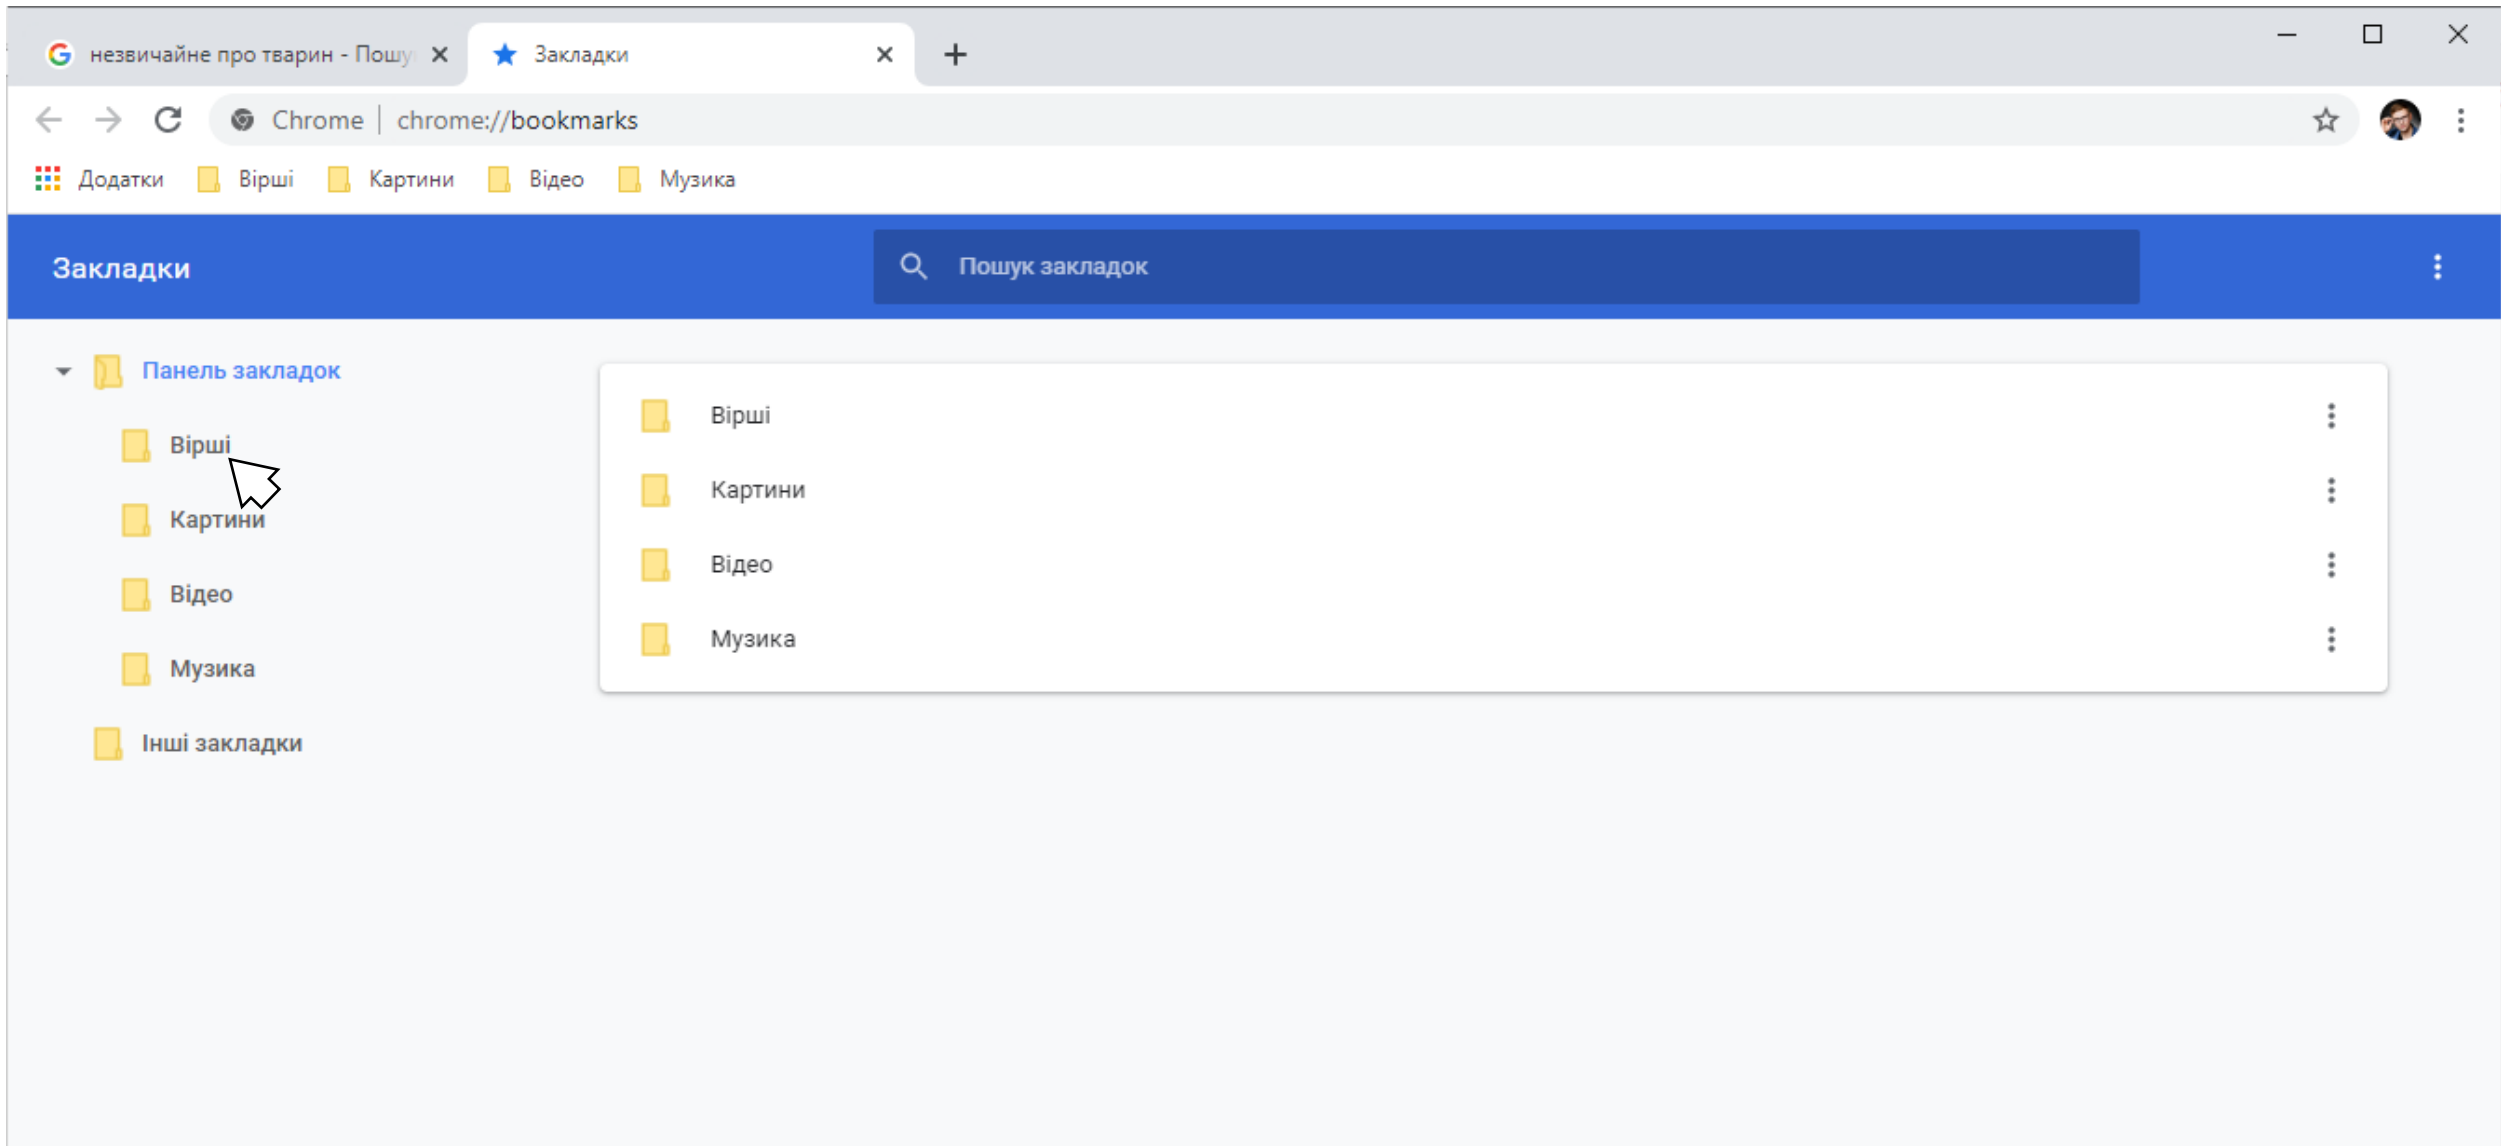 незвичайне про тварин - Пошу
Закладки
Chrome | chrome://bookmarks
Додатки Вірші Картини Відео Музика
Закладки Пошук закладок
Панель закладок
Вірші
Картини
Відео
Музика
Інші закладки
Вірші
Картини
Відео
Музика